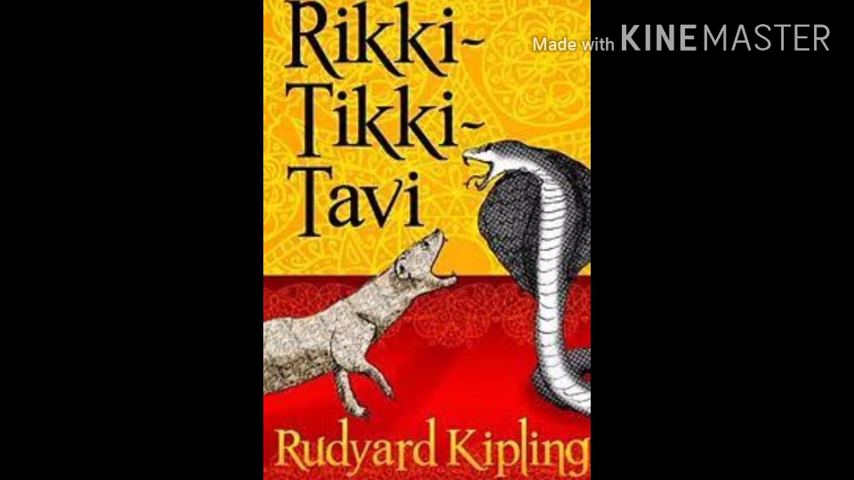 Rikki-
Tikki-
Tavi
Made with KINEMASTER
Rudyard Kipling